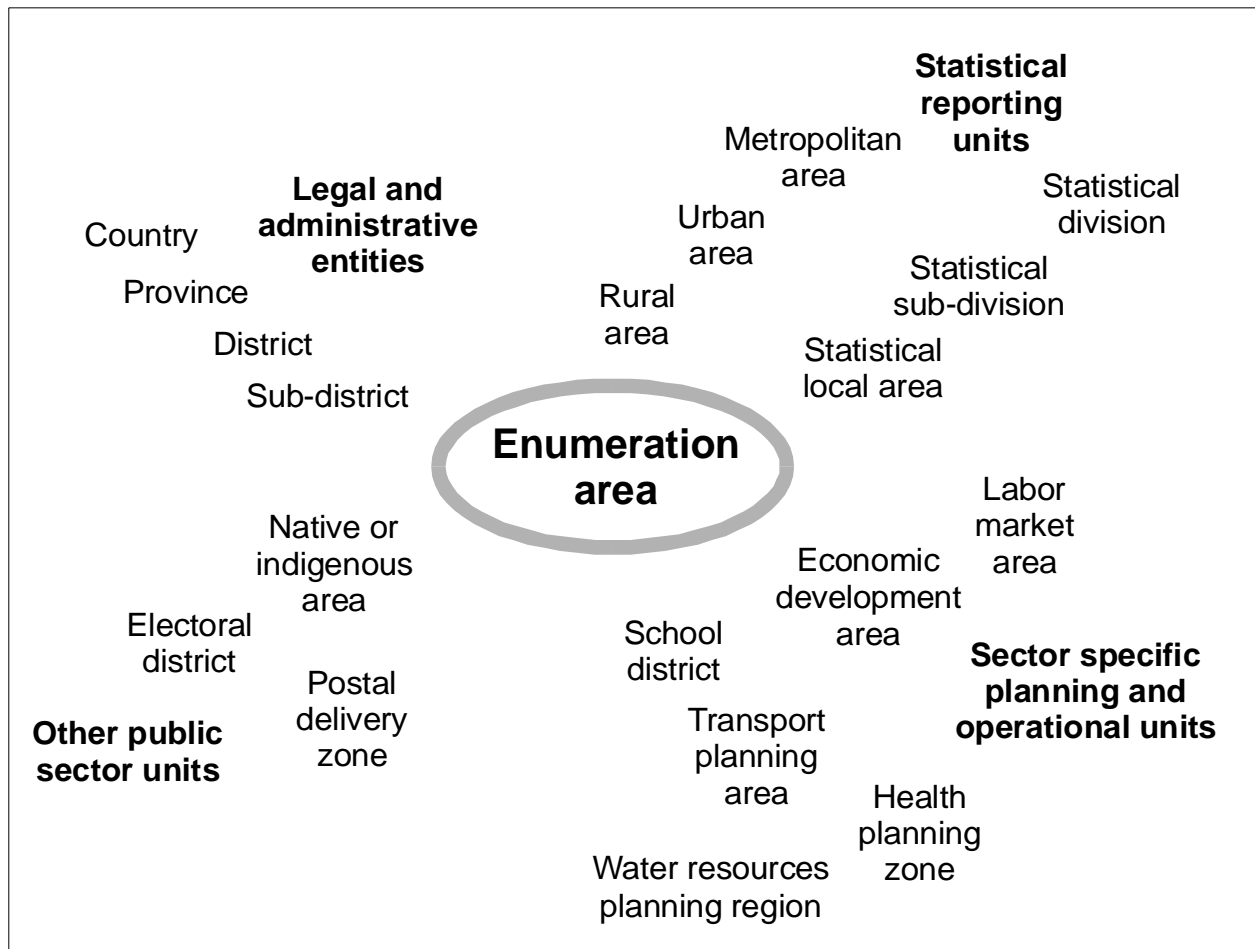 Statistical
reporting
units
Metropolitan
area
Statistical
division
Legal and
administrative
entities
Country
Province
District
Sub-district
Urban
area
Rural
area
Statistical
sub-division
Statistical
local area
Enumeration
area
Native or
indigenous
area
Electoral
district
Postal
delivery
zone
Other public
sector units
Labor
market
area
Economic
development
area
School
district
Sector specific
planning and
operational units
Transport
planning
area
Health
planning
zone
Water resources
planning region